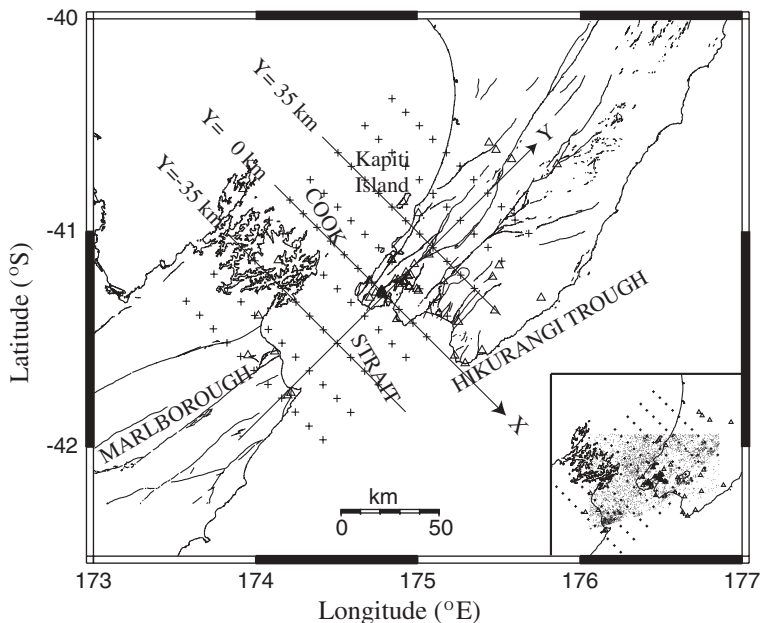 -40
-41
-42
Latitude (°S)
Y= 35 km
Y= 0 km
Y=-35 km
Kapiti
Island
COOK
STRAIT
Y
X
HIKURANGI TROUGH
MARLBOROUGH
km
0 50
173 174 175 176 177
Longitude (°E)